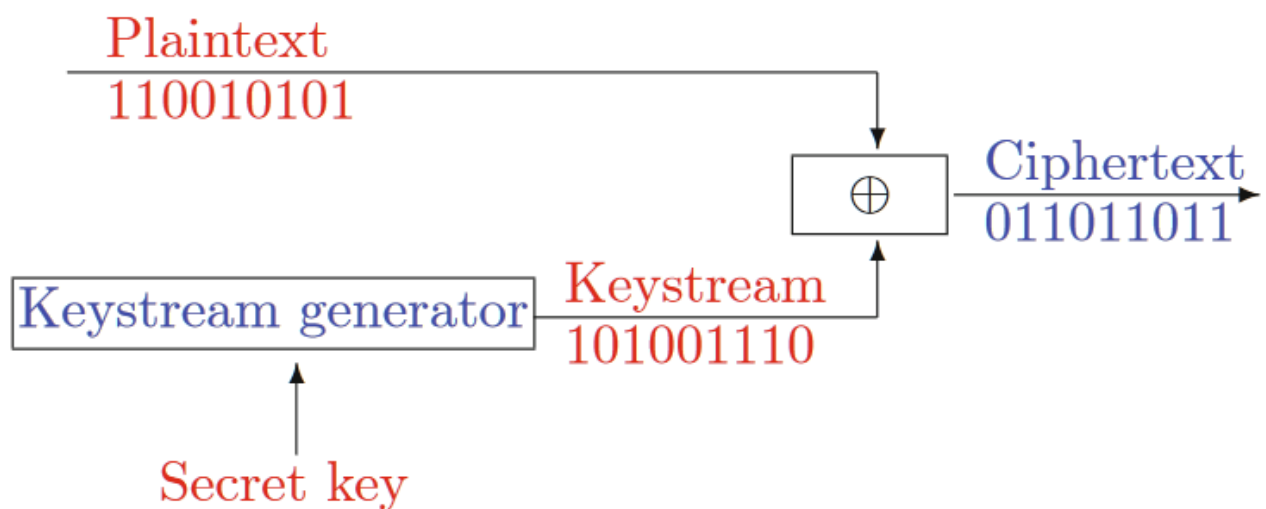 Plaintext
110010101
⊕
Ciphertext
011011011
Keystream generator
Keystream
101001110
Secret key